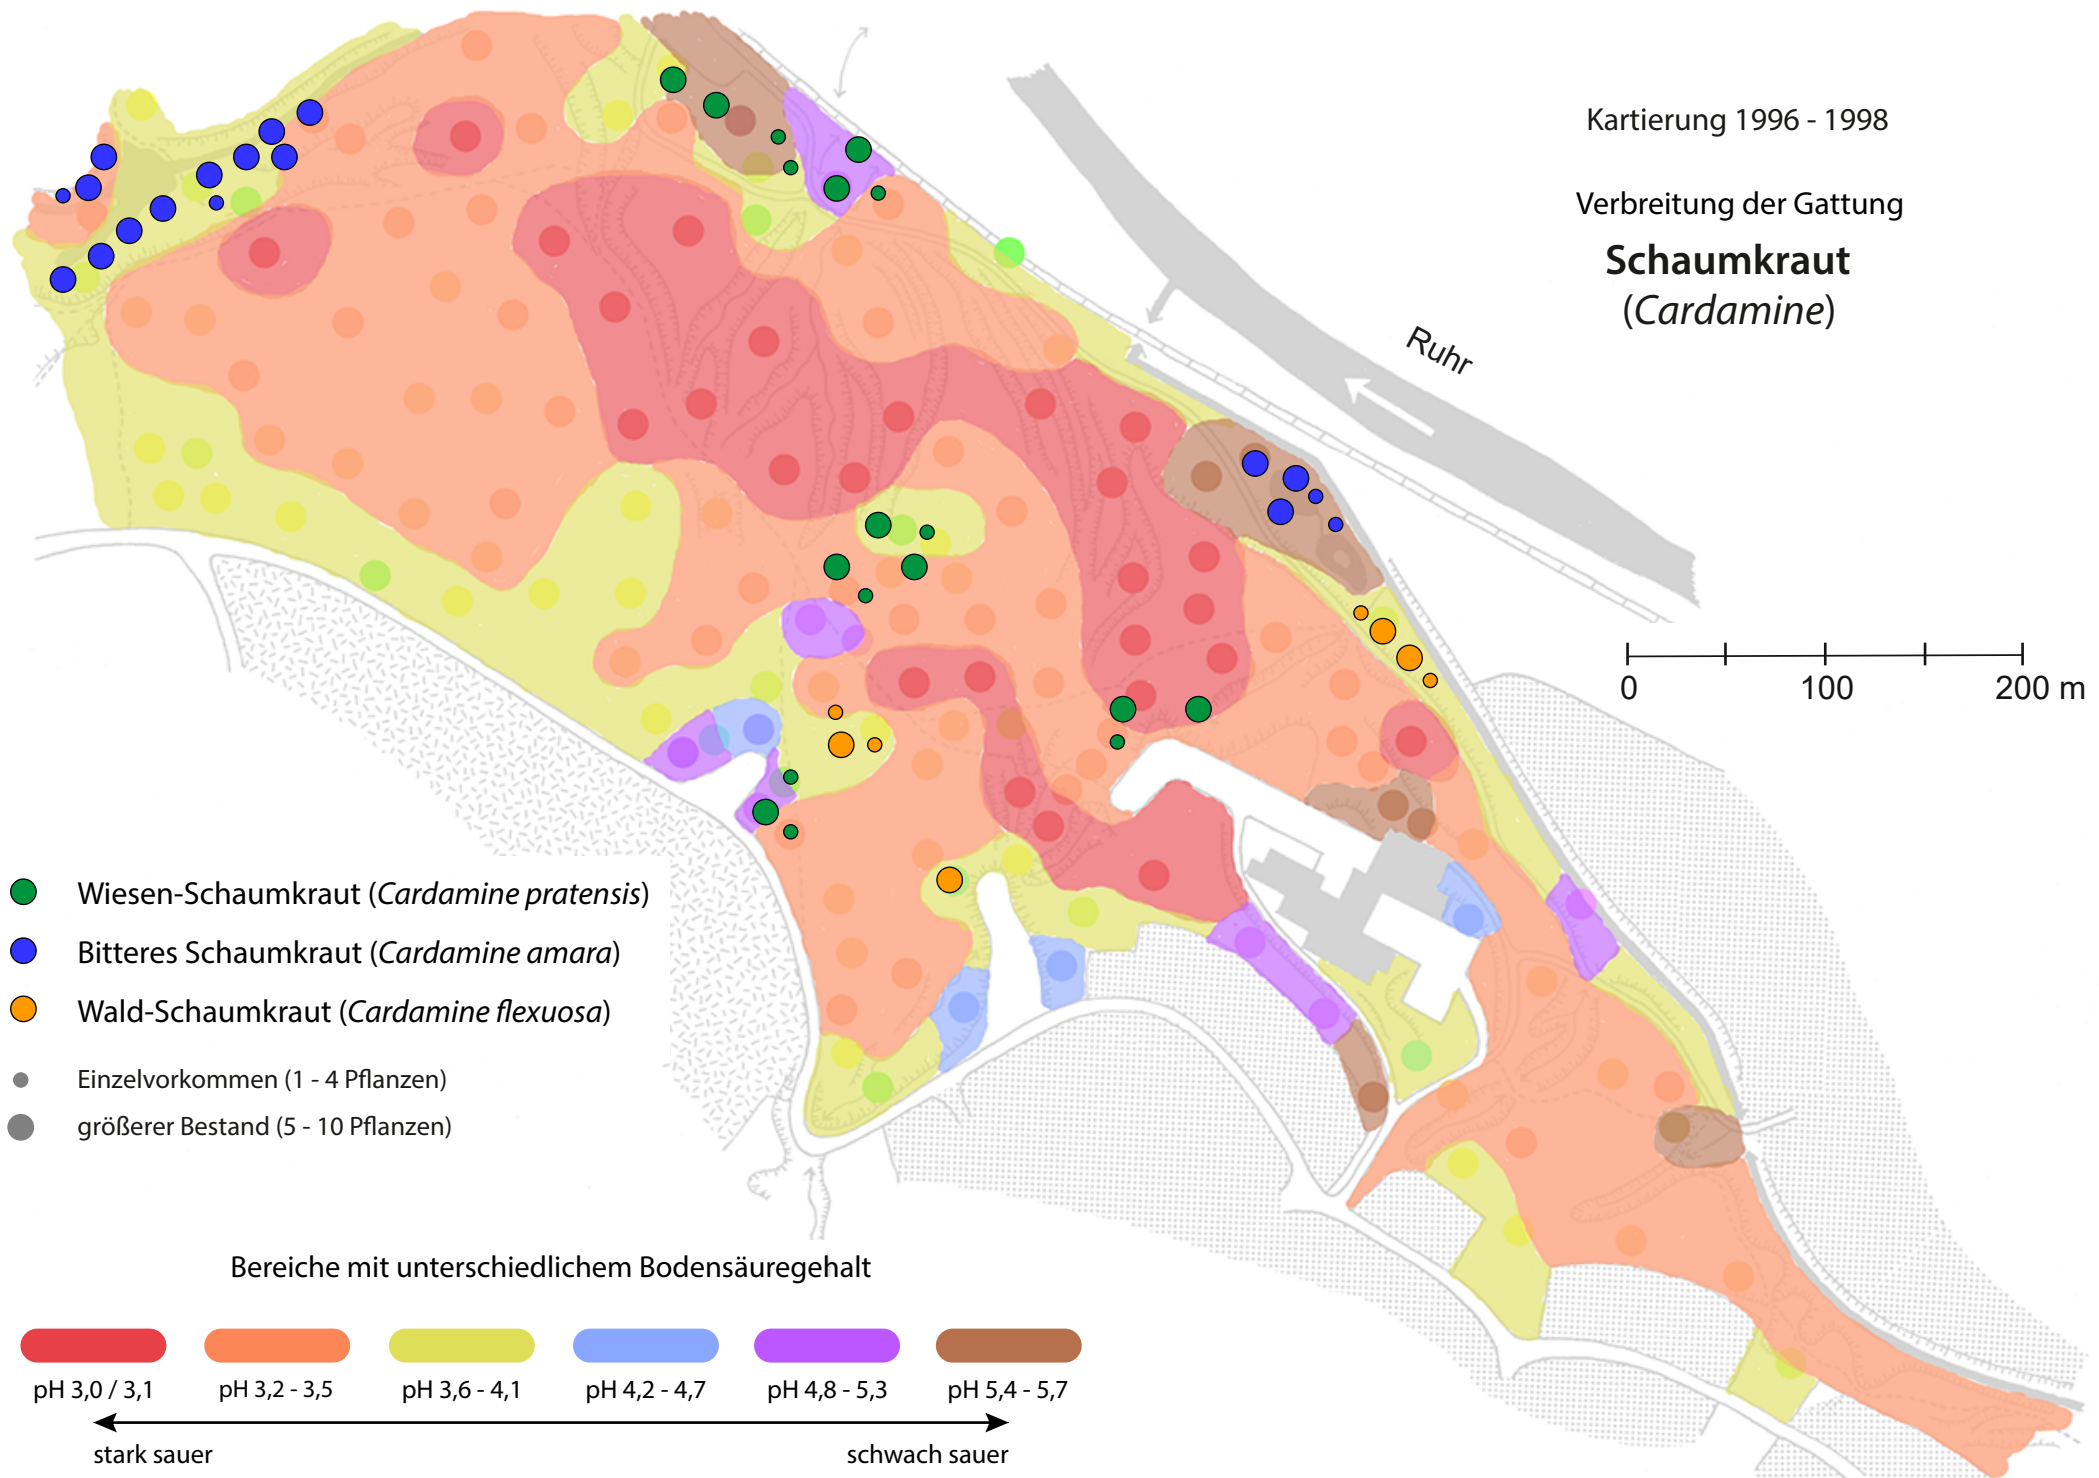 Kartierung 1996 - 1998
Verbreitung der Gattung
Schaumkraut
(Cardamine)
Ruhr
0 100 200 m
Wiesen-Schaumkraut (Cardamine pratensis)
Bitteres Schaumkraut (Cardamine amara)
Wald-Schaumkraut (Cardamine flexuosa)
Einzelvorkommen (1 - 4 Pflanzen)
größerer Bestand (5 - 10 Pflanzen)
Bereiche mit unterschiedlichem Bodensäuregehalt
pH 3,0 / 3,1 pH 3,2 - 3,5 pH 3,6 - 4,1 pH 4,2 - 4,7 pH 4,8 - 5,3 pH 5,4 - 5,7
stark sauer schwach sauer